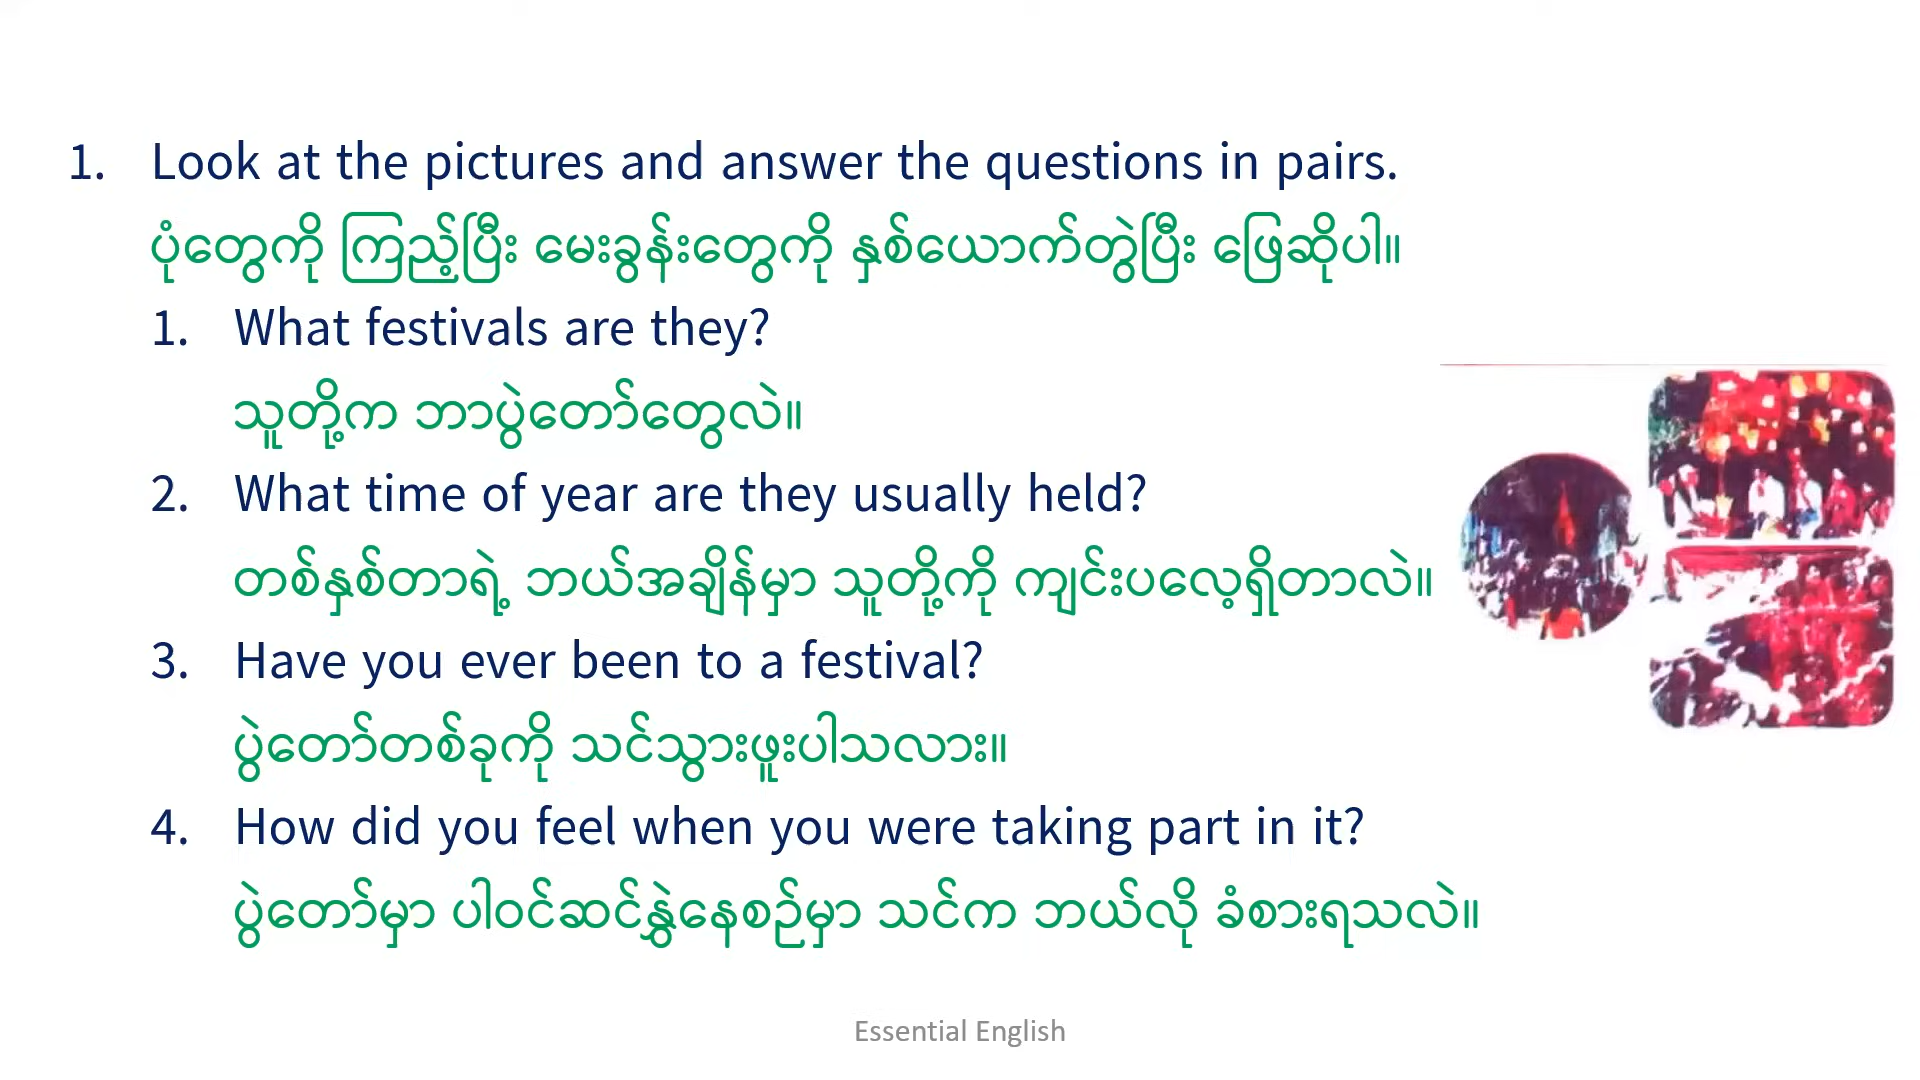 1. Look at the pictures and answer the questions in pairs.
ပုံတွေကို ကြည့်ပြီး မေးခွန်းတွေကို နှစ်ယောက်တွဲပြီး ဖြေဆိုပါ။
1. What festivals are they?
သူတို့က ဘာပွဲတော်တွေလဲ။
2. What time of year are they usually held?
တစ်နှစ်တာရဲ့ ဘယ်အချိန်မှာ သူတို့ကို ကျင်းပလေ့ရှိတာလဲ။
3. Have you ever been to a festival?
ပွဲတော်တစ်ခုကို သင်သွားဖူးပါသလား။
4. How did you feel when you were taking part in it?
ပွဲတော်မှာ ပါဝင်ဆင်နွှဲနေစဉ်မှာ သင်က ဘယ်လို ခံစားရသလဲ။
Essential English